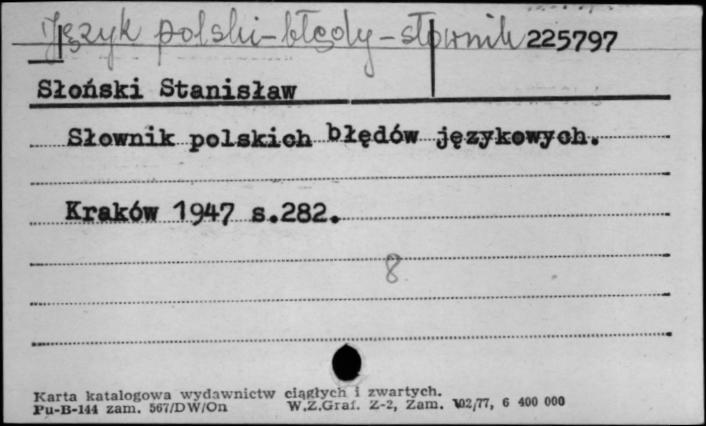 Język polski - błędy - słownik 225797
Słoński Stanisław
Słownik polskich błędów językowych.
Kraków 1947 s.282.
8
Karta katalogowa wydawnictw ciągłych i zwartych.
Pu-B-144 zam. 567/DW/On W.Z.Graf. Z-2, Zam. 102/77, 6 400 000